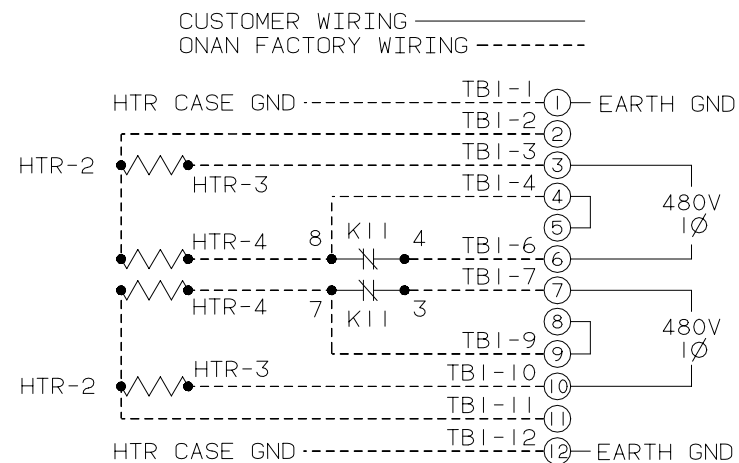 CUSTOMER WIRING
ONAN FACTORY WIRING
HTR CASE GND
TB1-1
1
EARTH GND
TB1-2
2
HTR-2
HTR-3
TB1-3
3
TB1-4
4
480V
1Ø
5
HTR-4
8
K11
4
TB1-6
6
HTR-4
7
K11
3
TB1-7
7
8
480V
1Ø
TB1-9
9
HTR-2
HTR-3
TB1-10
10
TB1-11
11
HTR CASE GND
TB1-12
12
EARTH GND